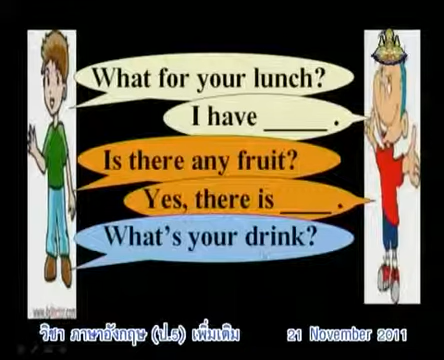 What for your lunch?
I have ____ .
Is there any fruit?
Yes, there is ____ .
What's your drink?
วิชา ภาษาอังกฤษ (ป.5) เพิ่มเติม 21 November 2011